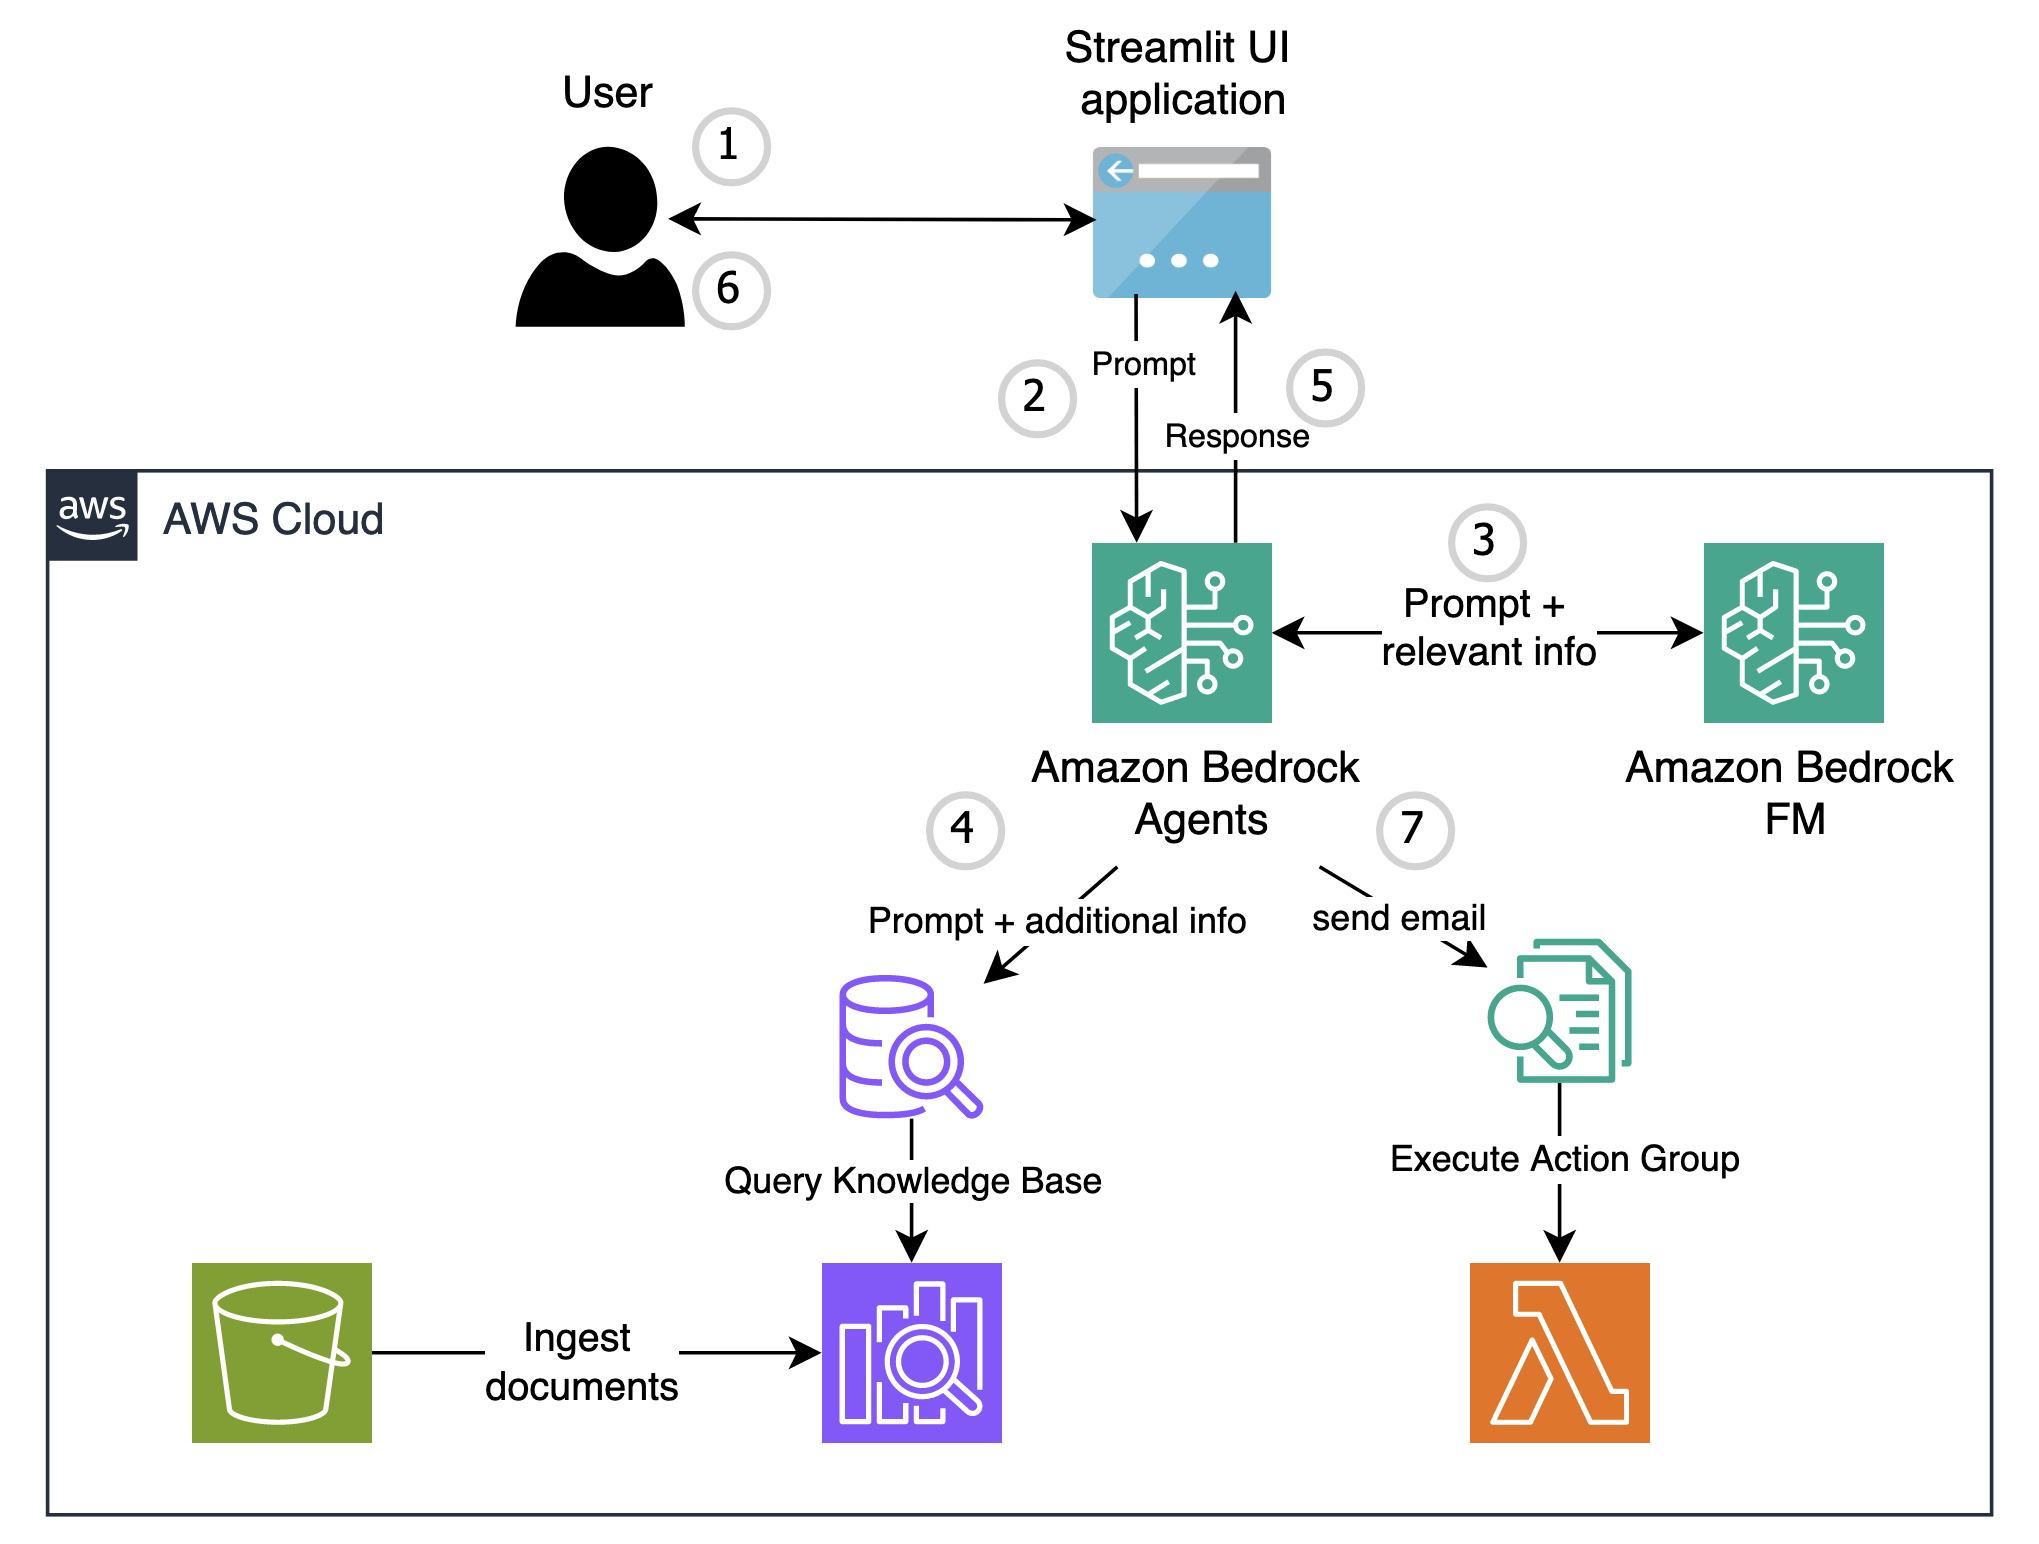 Streamlit UI
application
User
1
6
Prompt
2
5
Response
aws
AWS Cloud
3
Prompt +
relevant info
Amazon Bedrock
Agents
Amazon Bedrock
FM
4
7
Prompt + additional info
send email
Execute Action Group
Query Knowledge Base
Ingest
documents